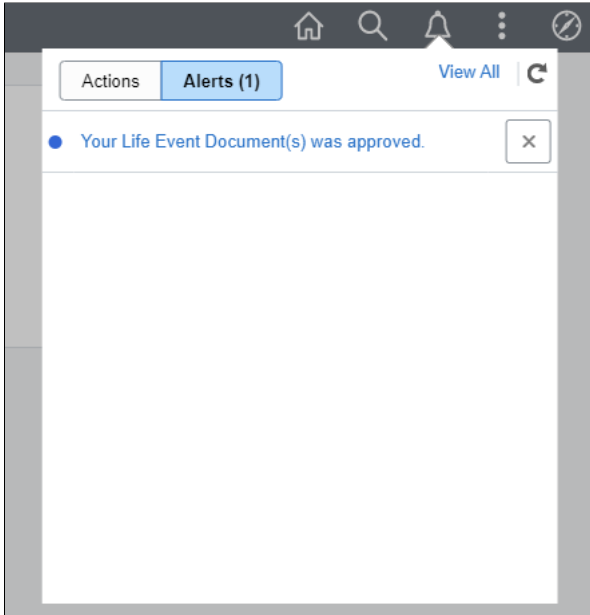 Actions Alerts (1) View All
Your Life Event Document(s) was approved.